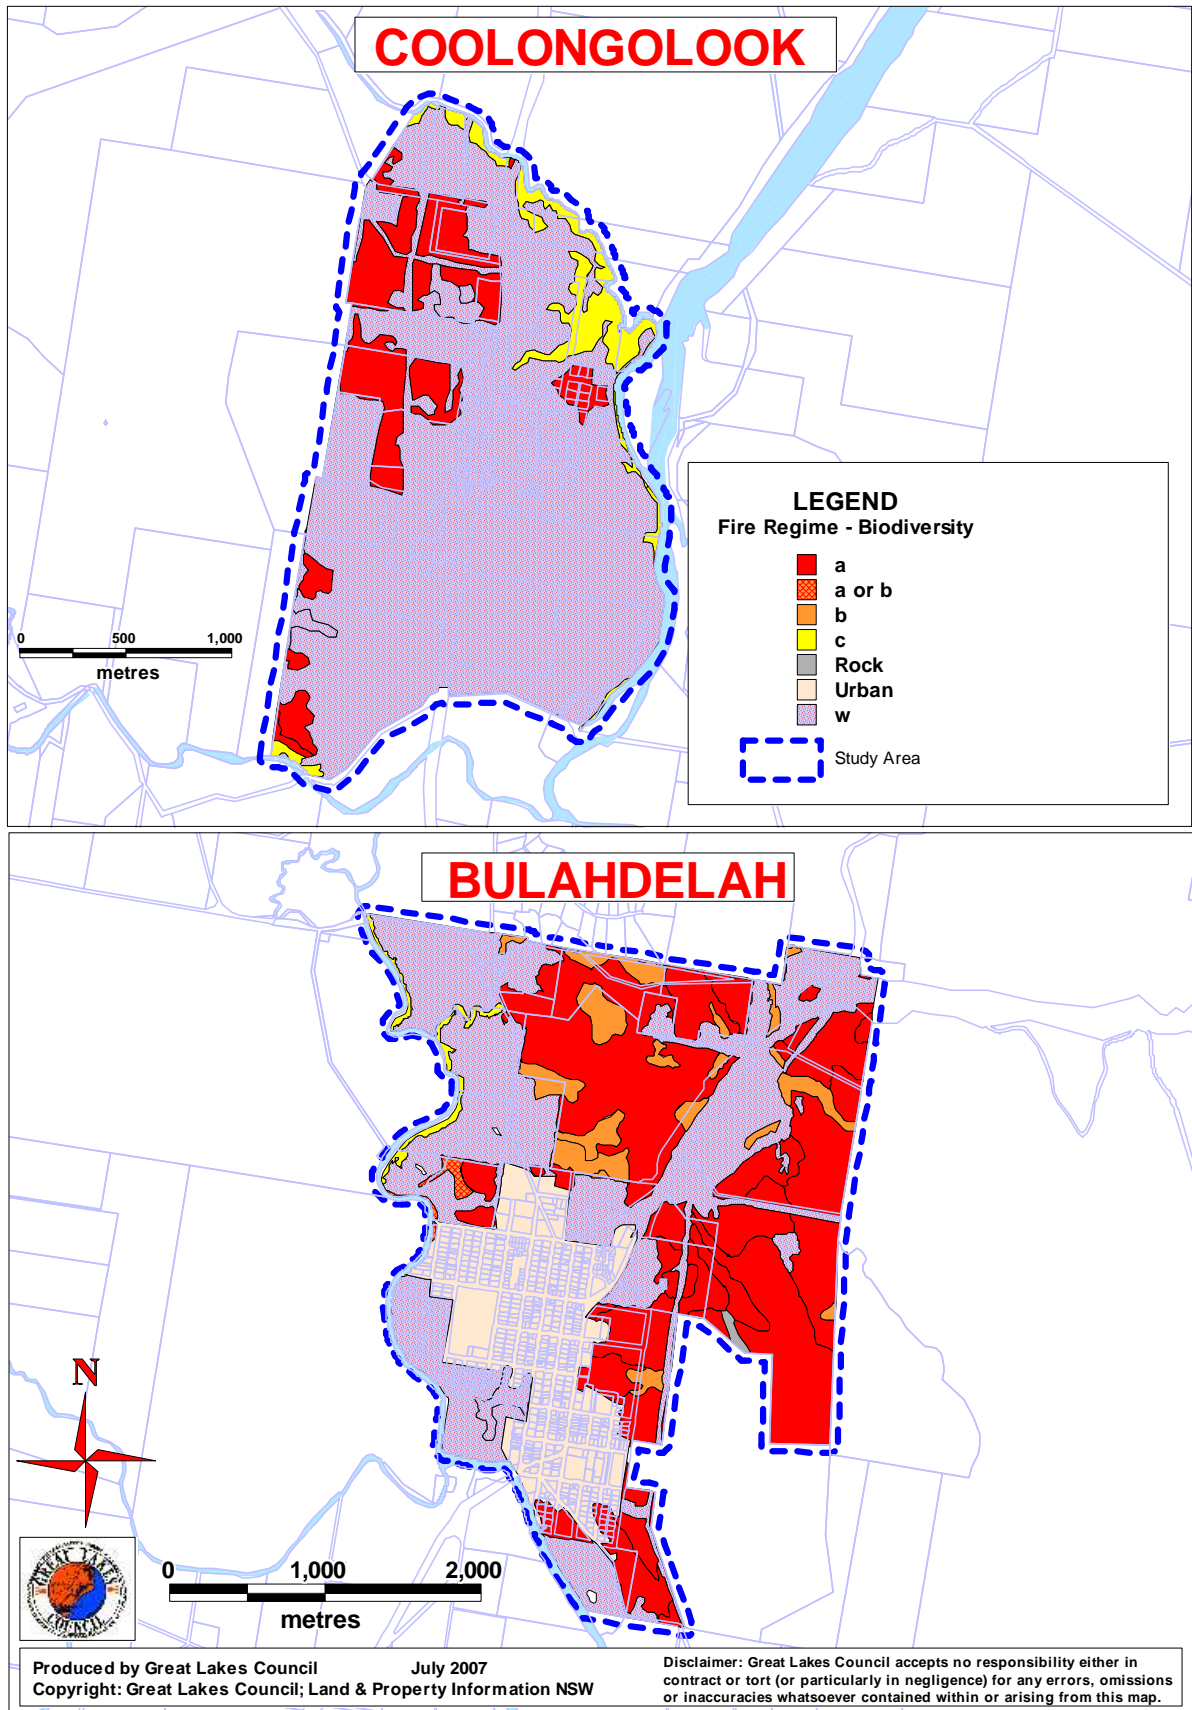 COOLONGOLOOK
LEGEND
Fire Regime - Biodiversity
a
a or b
b
c
Rock
Urban
w
Study Area
0 500 1,000
metres
BULAHDELAH
N
GREAT LAKES
COUNCIL
0 1,000 2,000
metres
Produced by Great Lakes Council July 2007
Copyright: Great Lakes Council; Land & Property Information NSW
Disclaimer: Great Lakes Council accepts no responsibility either in
contract or tort (or particularly in negligence) for any errors, omissions
or inaccuracies whatsoever contained within or arising from this map.